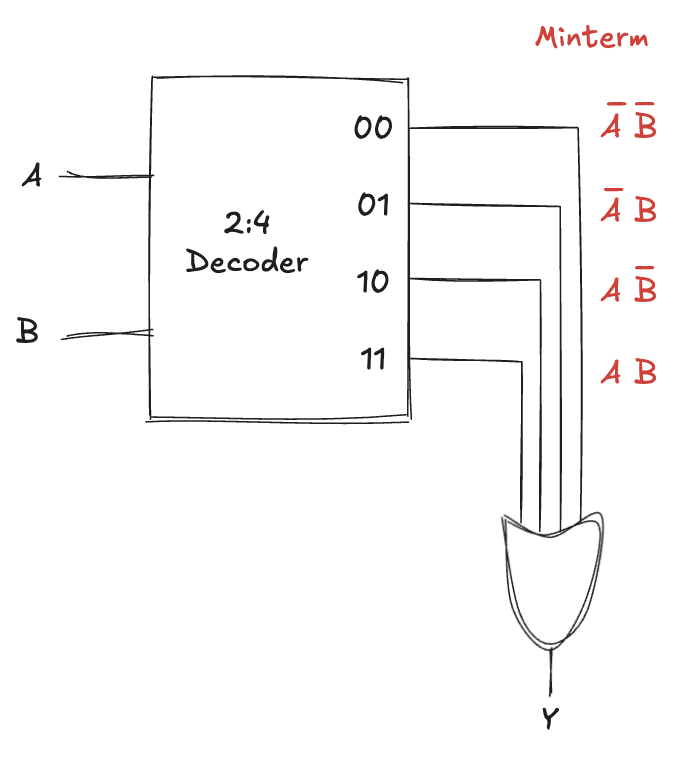 Minterm
00 A̅ B̅
A
01 A̅ B
2:4
Decoder
10 A B̅
B
11 A B
Y